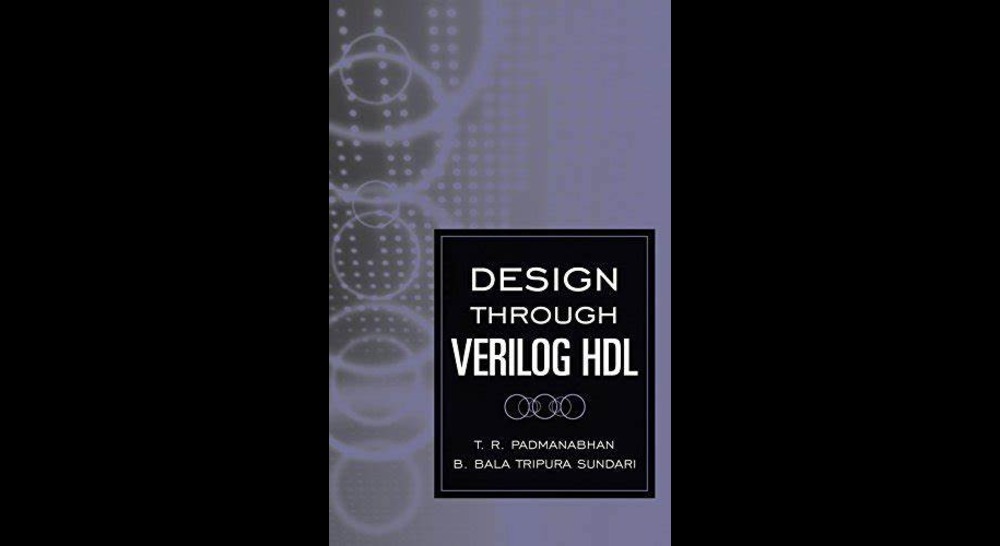 DESIGN
THROUGH
VERILOG HDL
T. R. PADMANABHAN
B. BALA TRIPURA SUNDARI